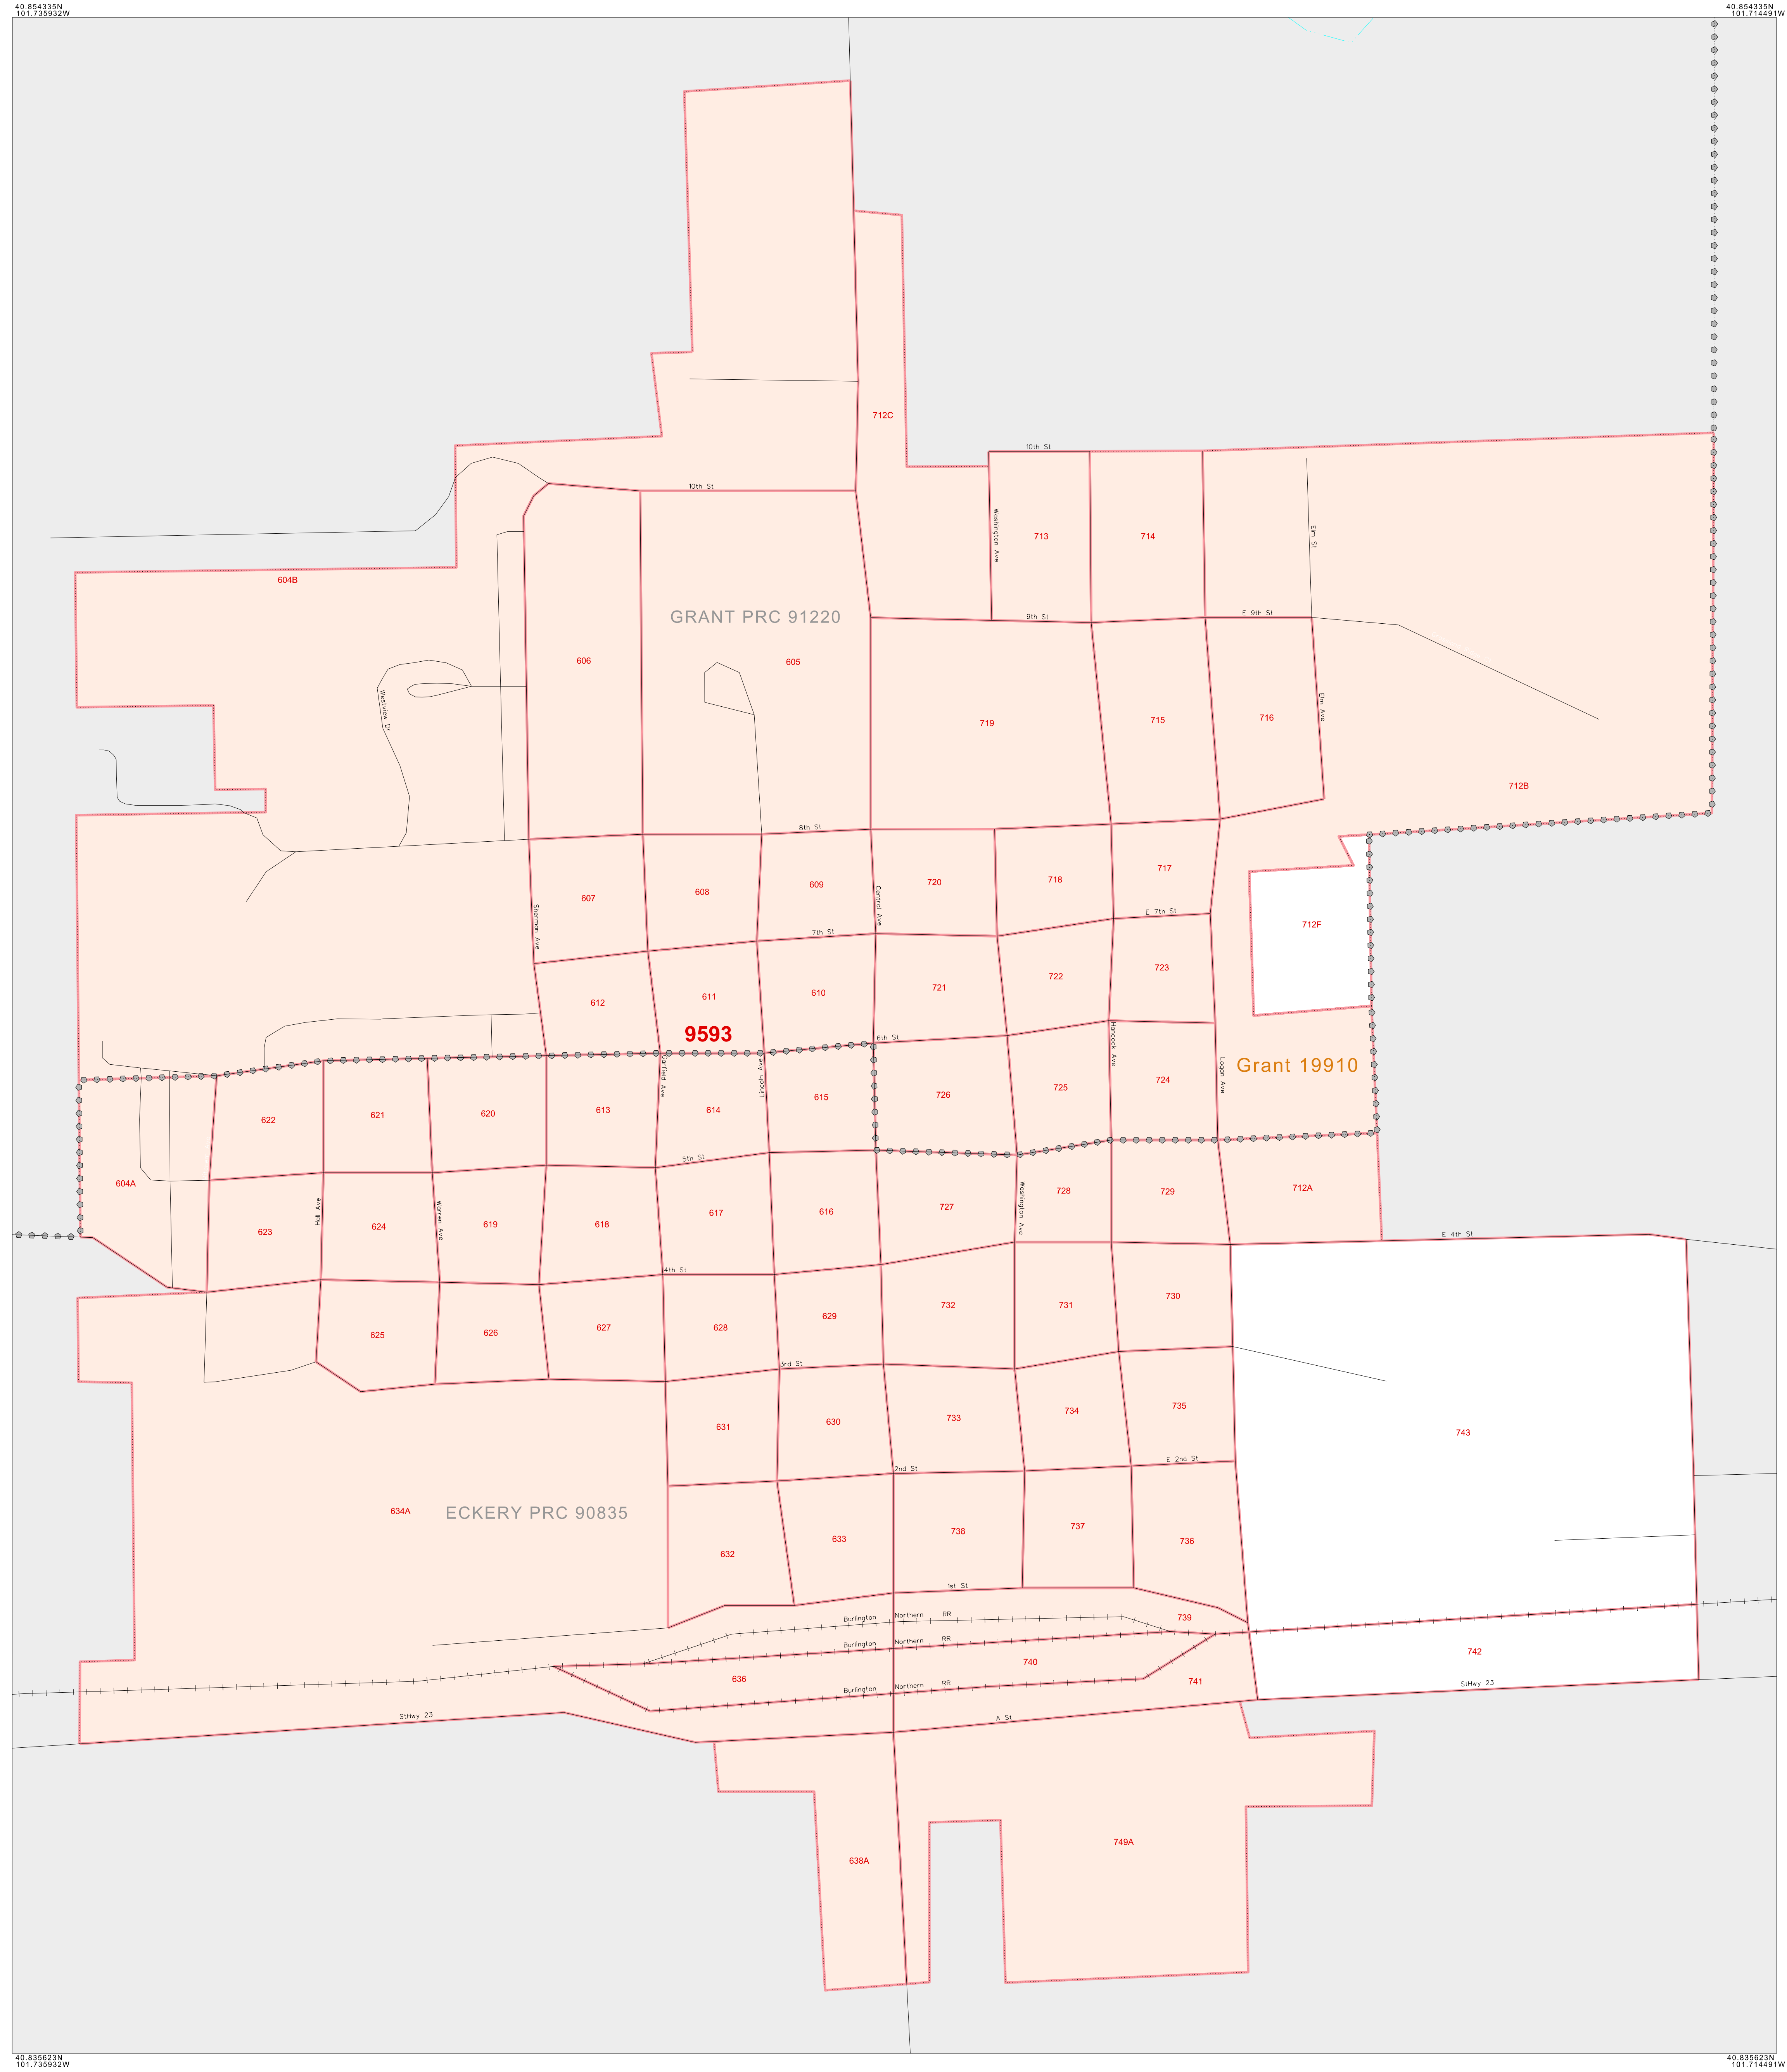 40.854335N
101.735932W
40.854335N
101.714491W
712C
10th St
10th St
Washington Ave
713
714
Elm St
604B
GRANT PRC 91220
9th St
E 9th St
606
605
Westview Dr
719
715
716
Elm Ave
712B
8th St
607
608
609
Central Ave
720
718
717
Sherman Ave
E 7th St
7th St
712F
612
611
610
721
722
723
9593
6th St
Hancock Ave
Garfield Ave
Lincoln Ave
Logan Ave
Grant 19910
622
621
620
613
614
615
726
725
724
5th St
604A
Hall Ave
Warren Ave
Washington Ave
623
624
619
618
617
616
727
728
729
712A
E 4th St
4th St
625
626
627
628
629
732
731
730
3rd St
631
630
733
734
735
743
2nd St
E 2nd St
634A
ECKERY PRC 90835
632
633
738
737
736
1st St
Burlington Northern RR
739
Burlington Northern RR
636
740
742
Burlington Northern RR
741
StHwy 23
StHwy 23
A St
638A
749A
40.835623N
101.735932W
40.835623N
101.714491W